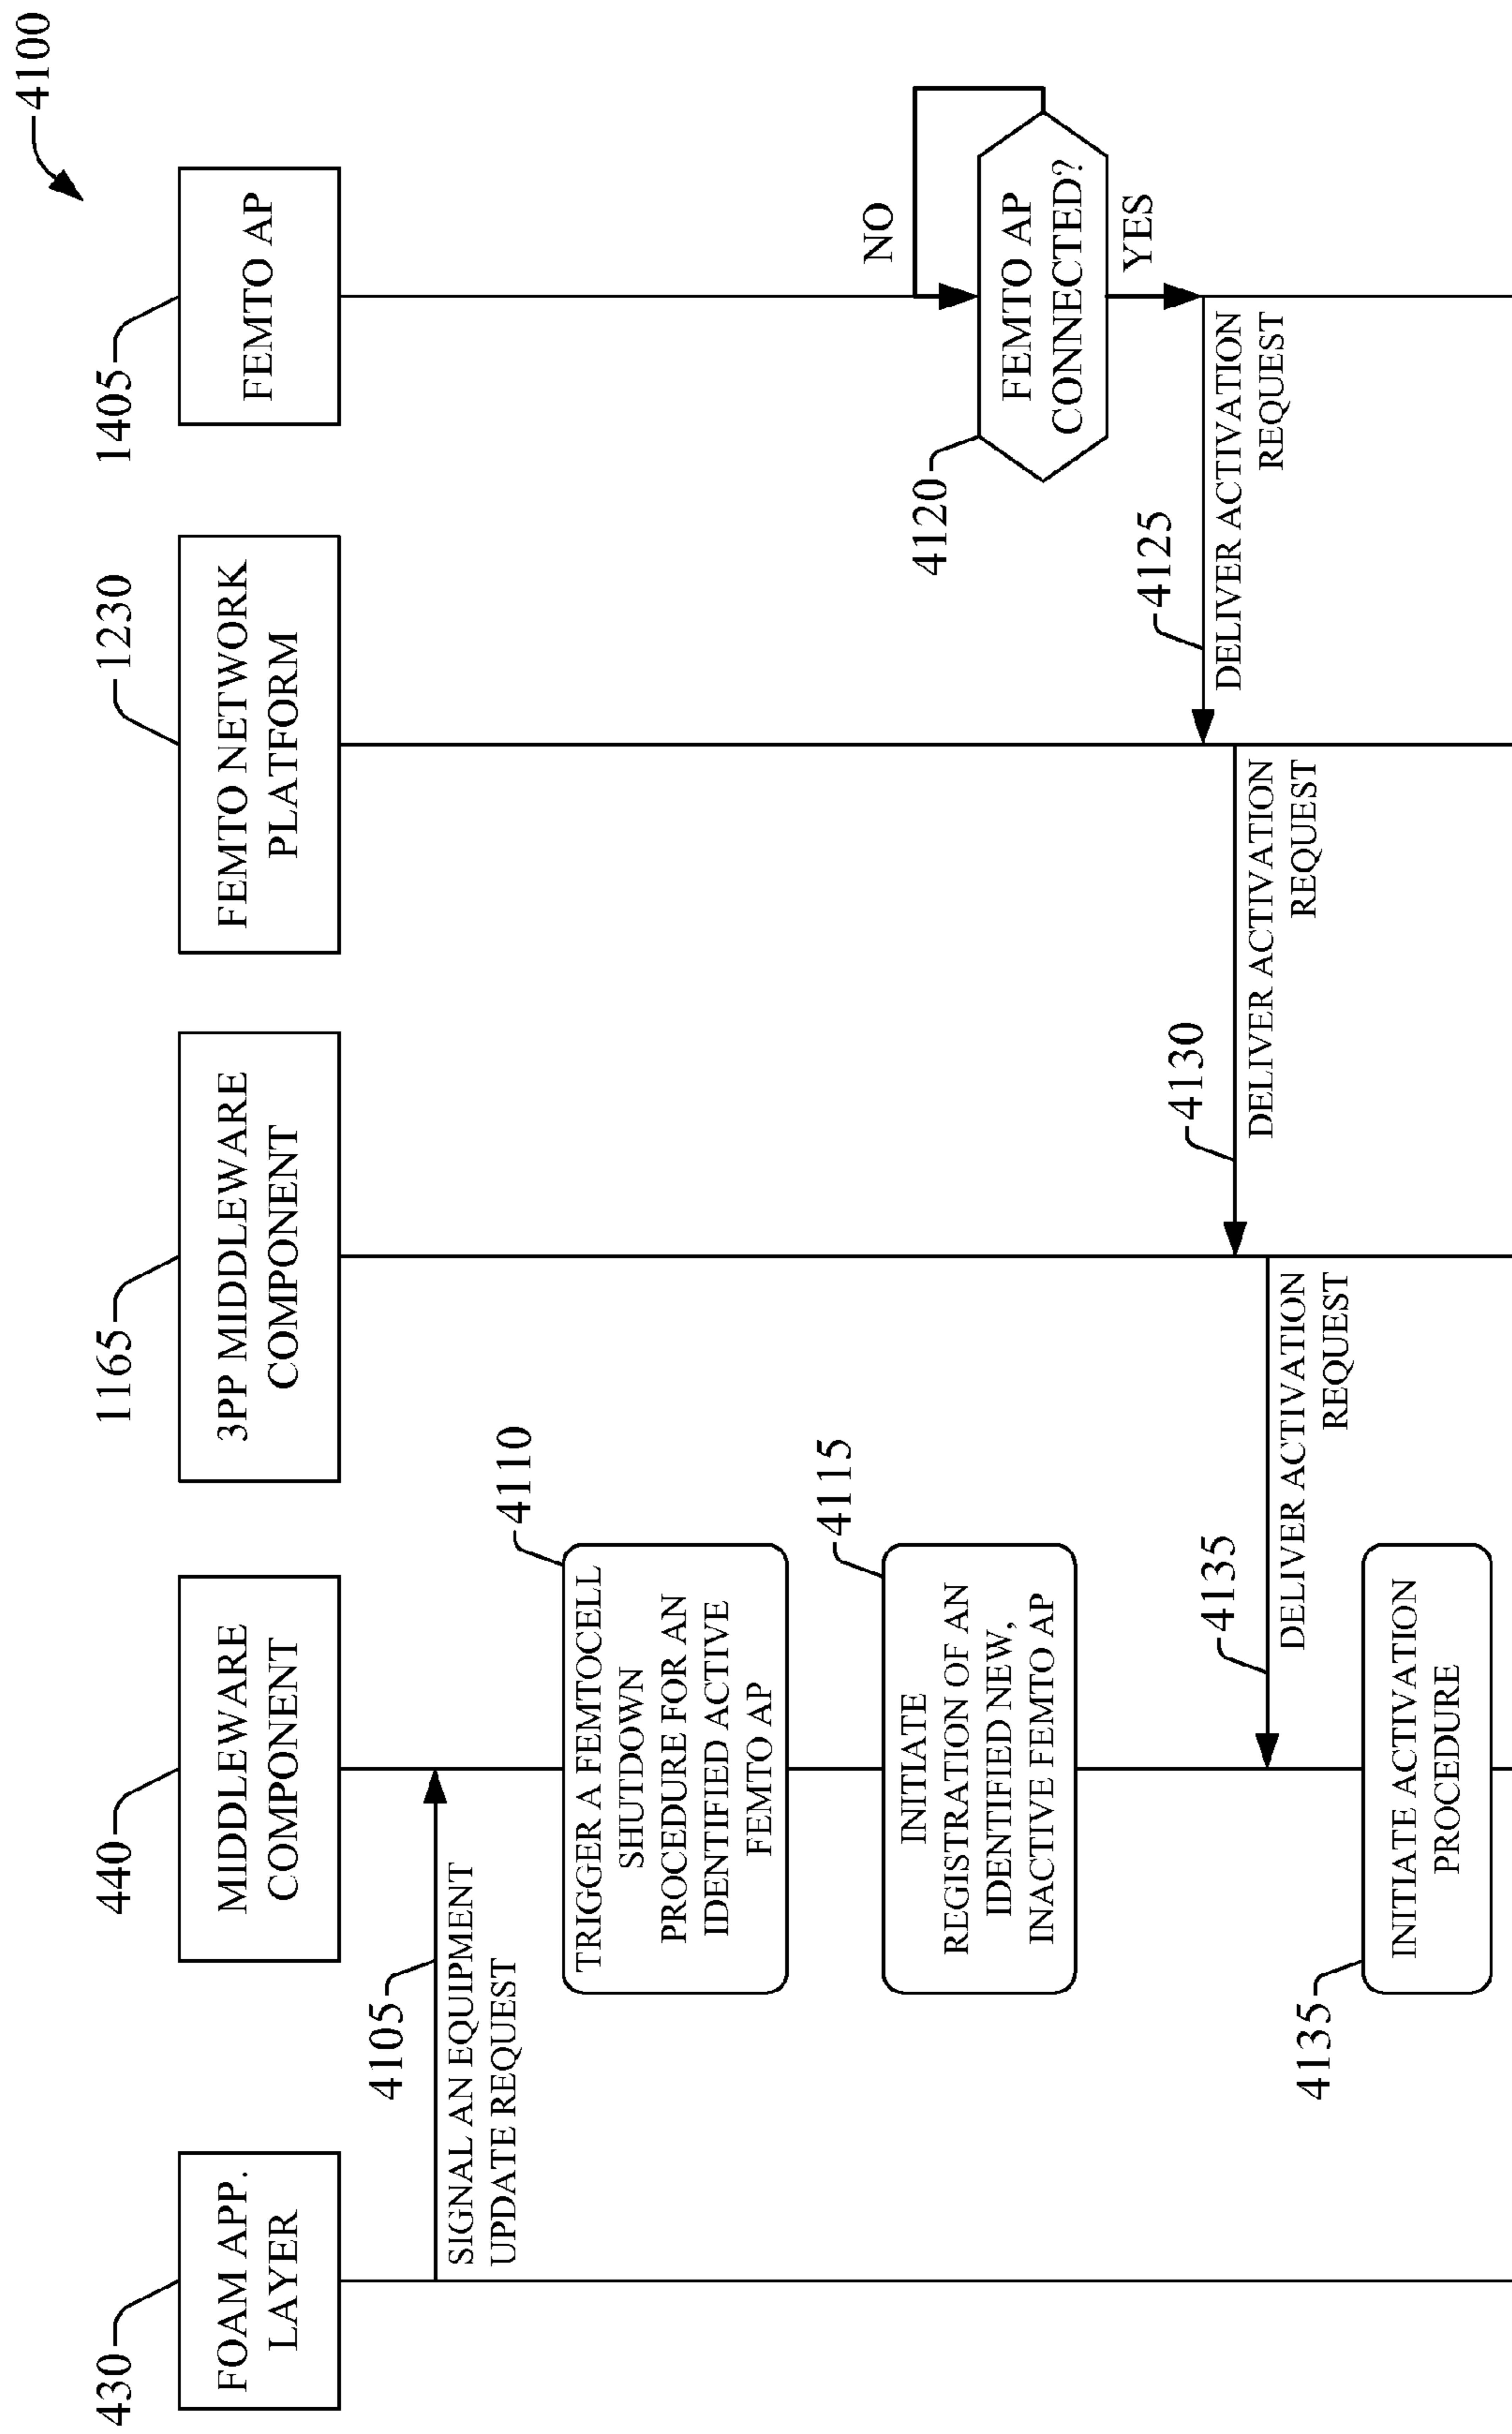 4100
430
440
1165
1230
1405
FOAM APP.
LAYER
MIDDLEWARE
COMPONENT
3PP MIDDLEWARE
COMPONENT
FEMTO NETWORK
PLATFORM
FEMTO AP
4105
SIGNAL AN EQUIPMENT
UPDATE REQUEST
4110
TRIGGER A FEMTOCELL
SHUTDOWN
PROCEDURE FOR AN
IDENTIFIED ACTIVE
FEMTO AP
4115
INITIATE
REGISTRATION OF AN
IDENTIFIED NEW,
INACTIVE FEMTO AP
NO
4120
FEMTO AP
CONNECTED?
YES
4125
DELIVER ACTIVATION
REQUEST
4130
DELIVER ACTIVATION
REQUEST
4135
DELIVER ACTIVATION
REQUEST
4135
INITIATE ACTIVATION
PROCEDURE